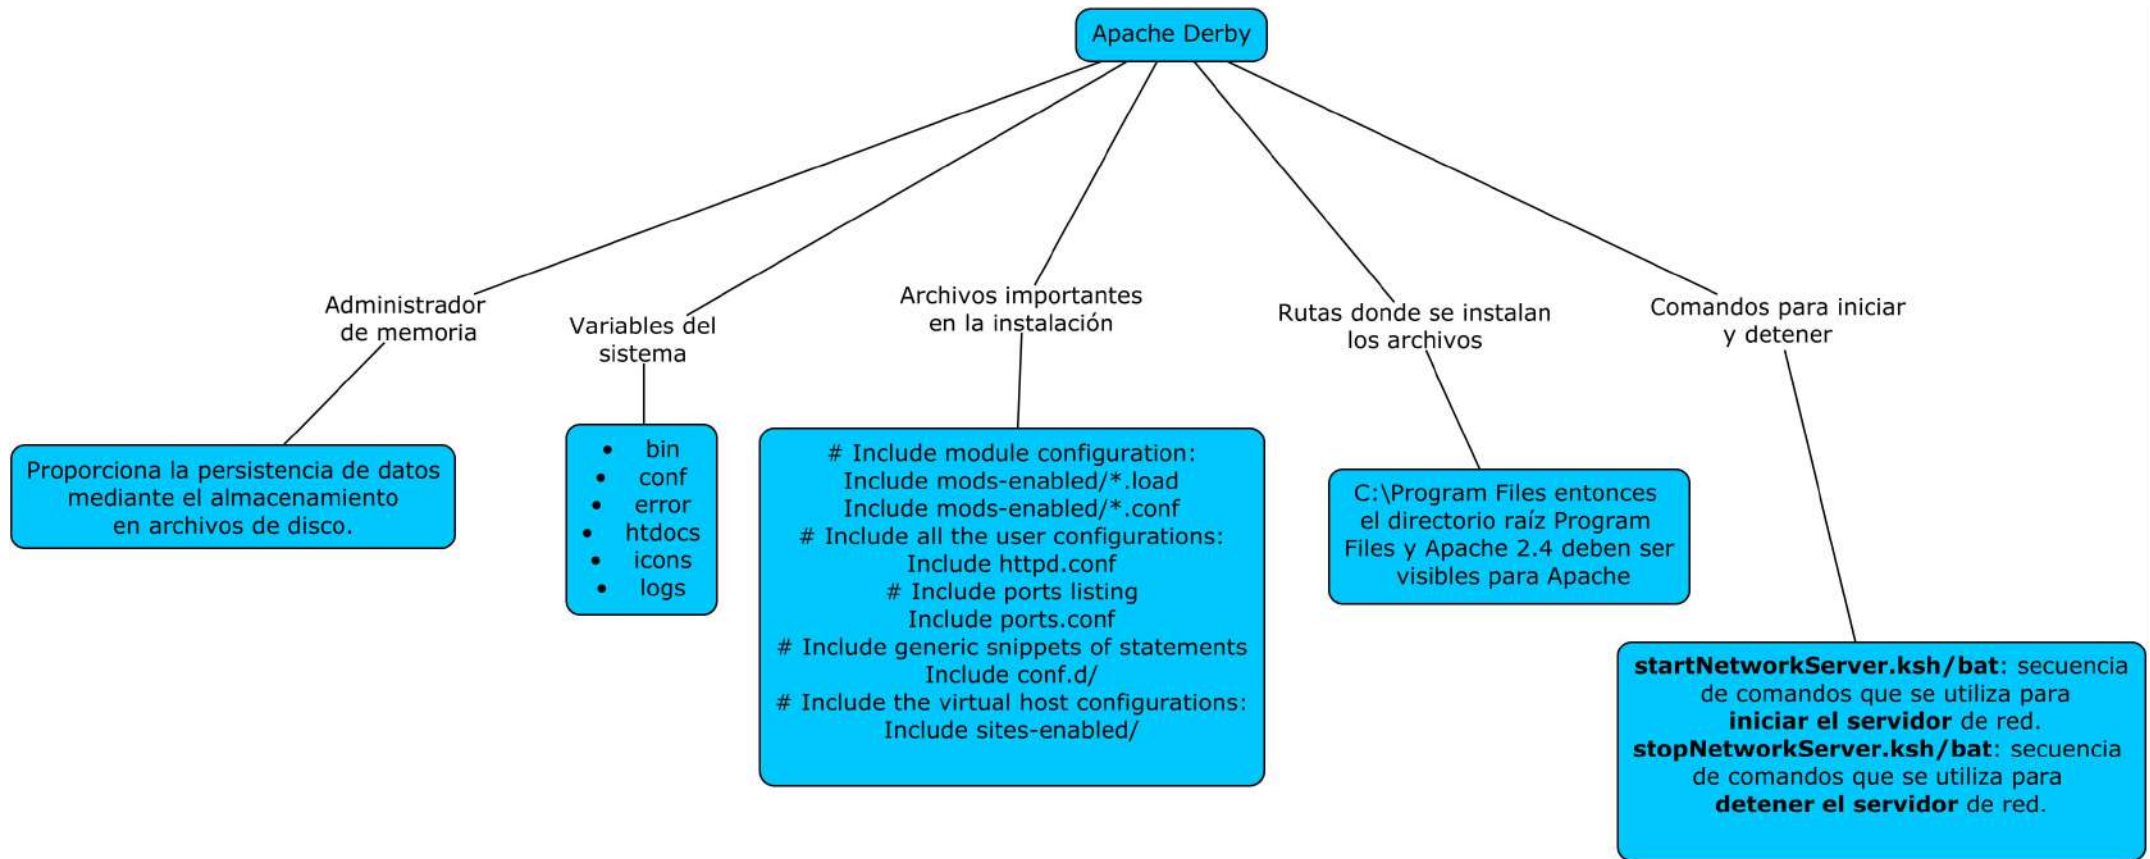 Apache Derby
Administrador
de memoria
Proporciona la persistencia de datos
mediante el almacenamiento
en archivos de disco.
Variables del
sistema
• bin
• conf
• error
• htdocs
• icons
• logs
Archivos importantes
en la instalación
# Include module configuration:
Include mods-enabled/*.load
Include mods-enabled/*.conf
# Include all the user configurations:
Include httpd.conf
# Include ports listing
Include ports.conf
# Include generic snippets of statements
Include conf.d/
# Include the virtual host configurations:
Include sites-enabled/
Rutas donde se instalan
los archivos
C:\Program Files entonces
el directorio raíz Program
Files y Apache 2.4 deben ser
visibles para Apache
Comandos para iniciar
y detener
startNetworkServer.ksh/bat: secuencia
de comandos que se utiliza para
iniciar el servidor de red.
stopNetworkServer.ksh/bat: secuencia
de comandos que se utiliza para
detener el servidor de red.